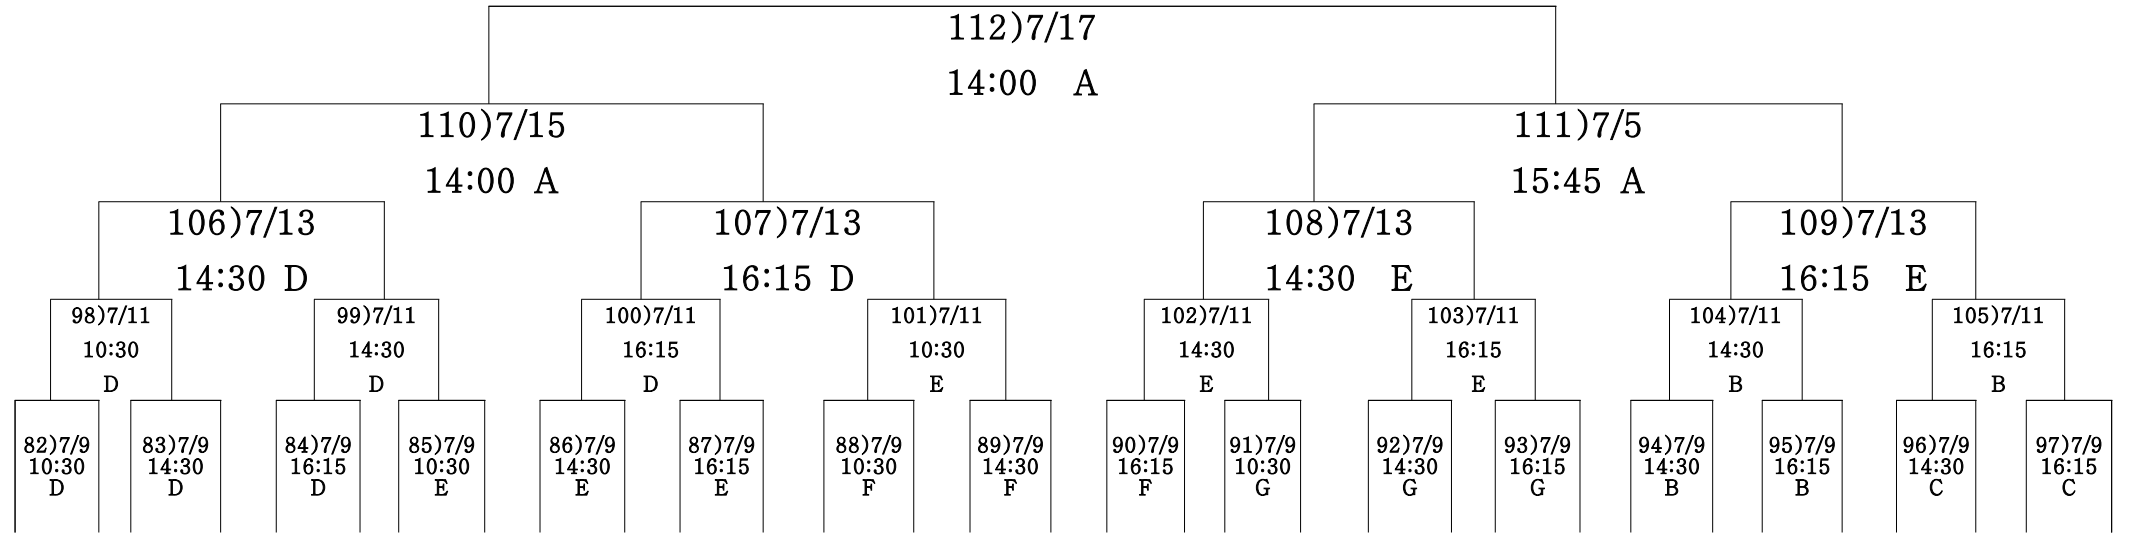 112)7/17
14:00 A
110)7/15
14:00 A
111)7/5
15:45 A
106)7/13
14:30 D
107)7/13
16:15 D
108)7/13
14:30 E
109)7/13
16:15 E
98)7/11
10:30
D
99)7/11
14:30
D
100)7/11
16:15
D
101)7/11
10:30
E
102)7/11
14:30
E
103)7/11
16:15
E
104)7/11
14:30
B
105)7/11
16:15
B
82)7/9
10:30
D
83)7/9
14:30
D
84)7/9
16:15
D
85)7/9
10:30
E
86)7/9
14:30
E
87)7/9
16:15
E
88)7/9
10:30
F
89)7/9
14:30
F
90)7/9
16:15
F
91)7/9
10:30
G
92)7/9
14:30
G
93)7/9
16:15
G
94)7/9
14:30
B
95)7/9
16:15
B
96)7/9
14:30
C
97)7/9
16:15
C